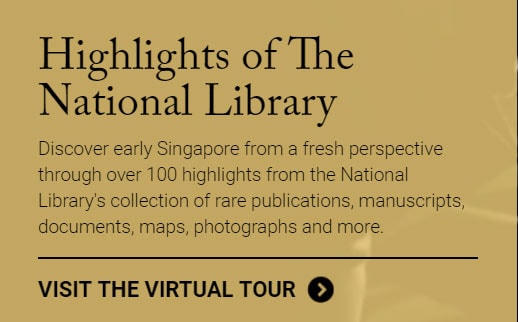 Highlights of The
National Library
Discover early Singapore from a fresh perspective
through over 100 highlights from the National
Library's collection of rare publications, manuscripts,
documents, maps, photographs and more.
VISIT THE VIRTUAL TOUR